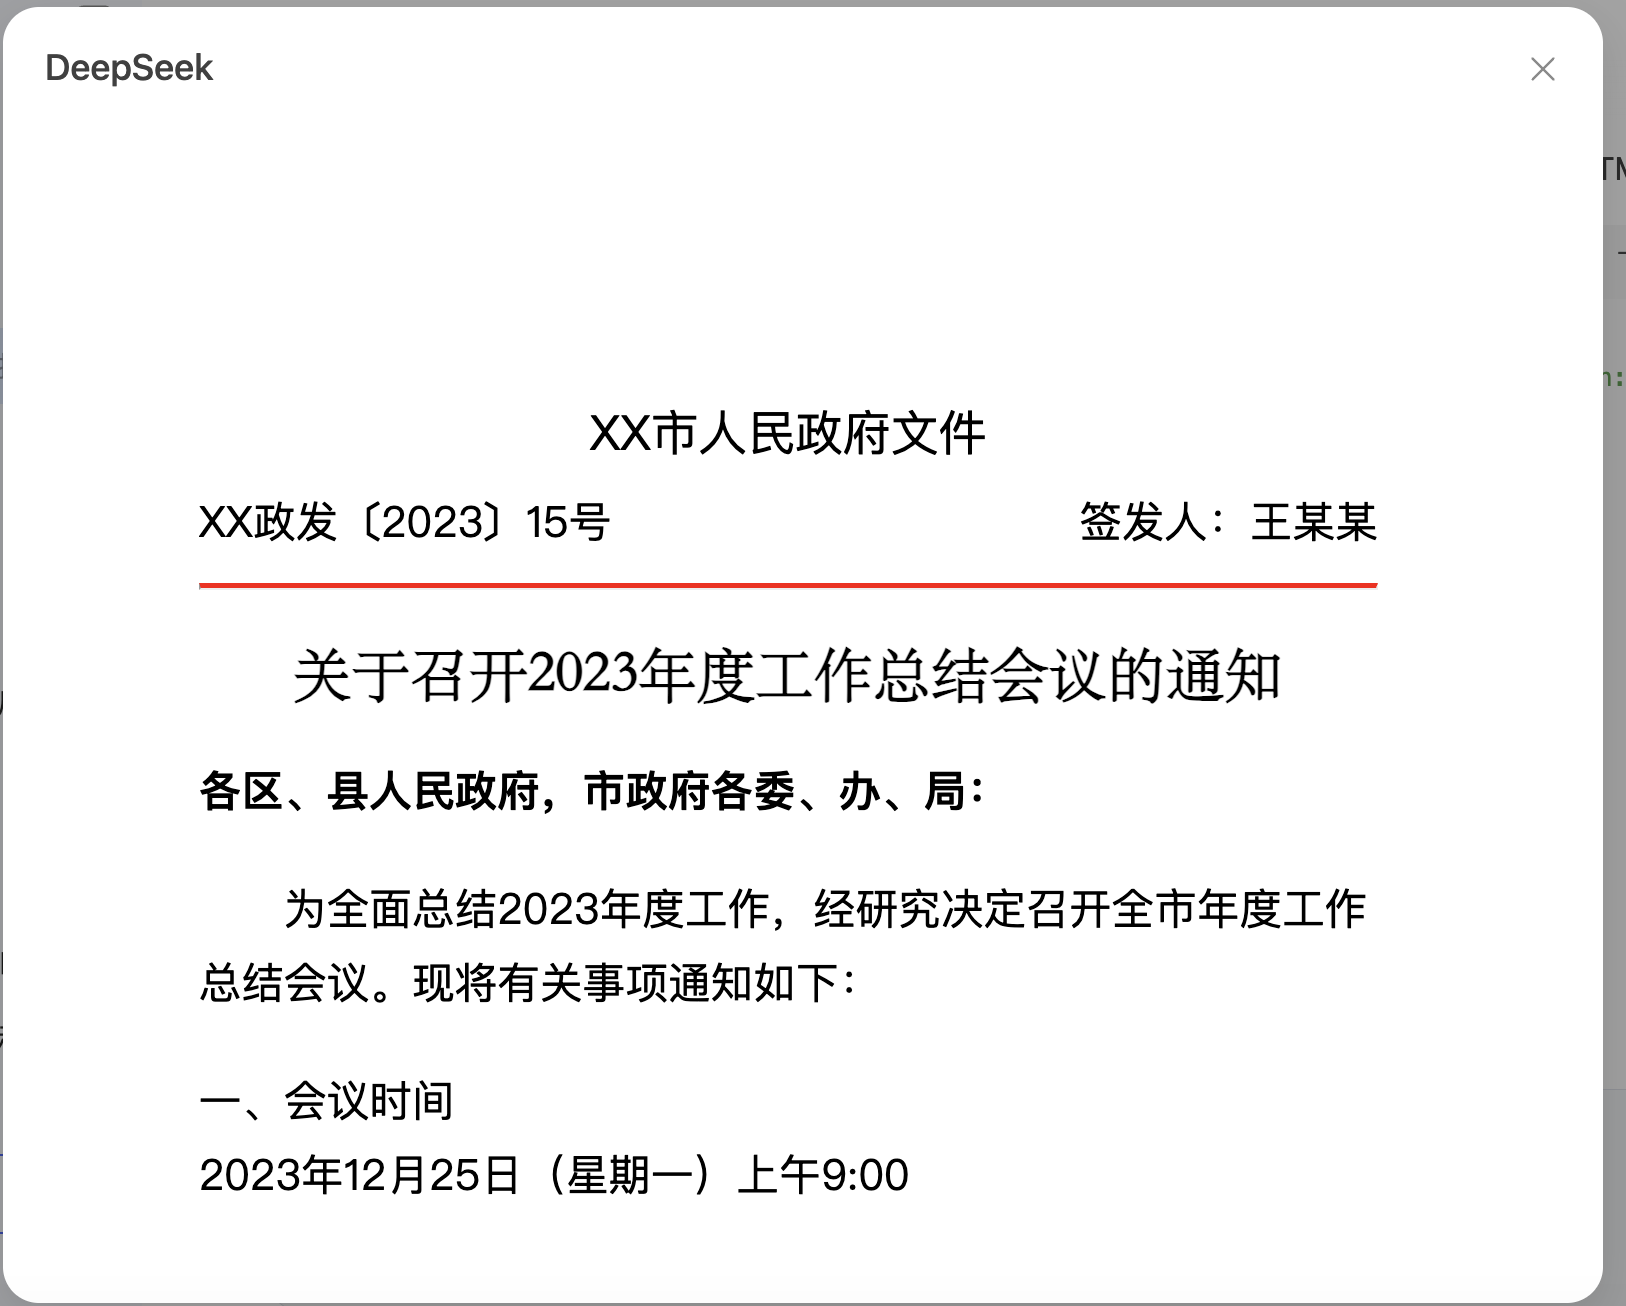 DeepSeek
XX市人民政府文件
XX政发〔2023〕15号 签发人：王某某
关于召开2023年度工作总结会议的通知
各区、县人民政府，市政府各委、办、局：
为全面总结2023年度工作，经研究决定召开全市年度工作
总结会议。现将有关事项通知如下：
一、会议时间
2023年12月25日（星期一）上午9:00